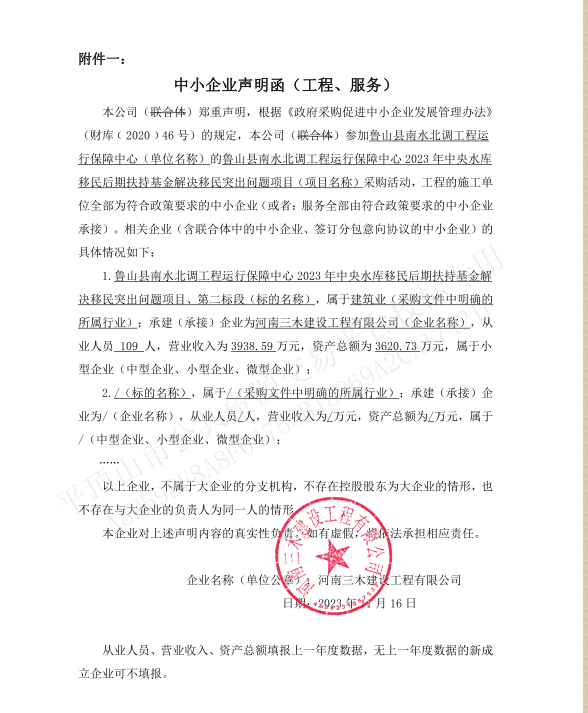 附件一：
中小企业声明函（工程、服务）
本公司（联合体）郑重声明，根据《政府采购促进中小企业发展管理办法》
（财库﹝2020﹞46 号）的规定，本公司（联合体）参加鲁山县南水北调工程运
行保障中心（单位名称）的鲁山县南水北调工程运行保障中心 2023 年中央水库
移民后期扶持基金解决移民突出问题项目（项目名称）采购活动，工程的施工单
位全部为符合政策要求的中小企业（或者：服务全部由符合政策要求的中小企业
承接）。相关企业（含联合体中的中小企业、签订分包意向协议的中小企业）的
具体情况如下：
1.鲁山县南水北调工程运行保障中心 2023 年中央水库移民后期扶持基金解
决移民突出问题项目、第二标段（标的名称），属于建筑业（采购文件中明确的
所属行业）；承建（承接）企业为河南三木建设工程有限公司（企业名称），从
业人员 109 人，营业收入为 3938.59 万元，资产总额为 3620.73 万元，属于小
型企业（中型企业、小型企业、微型企业）；
2./（标的名称），属于/（采购文件中明确的所属行业）；承建（承接）企
业为/（企业名称），从业人员/人，营业收入为/万元，资产总额为/万元，属于
/（中型企业、小型企业、微型企业）；
……
以上企业，不属于大企业的分支机构，不存在控股股东为大企业的情形，也
不存在与大企业的负责人为同一人的情形。
本企业对上述声明内容的真实性负责。如有虚假，将依法承担相应责任。
企业名称（单位公章）：河南三木建设工程有限公司
日期：2023 年 月 16 日
河南三木建设工程有限公司
从业人员、营业收入、资产总额填报上一年度数据，无上一年度数据的新成
立企业可不填报。